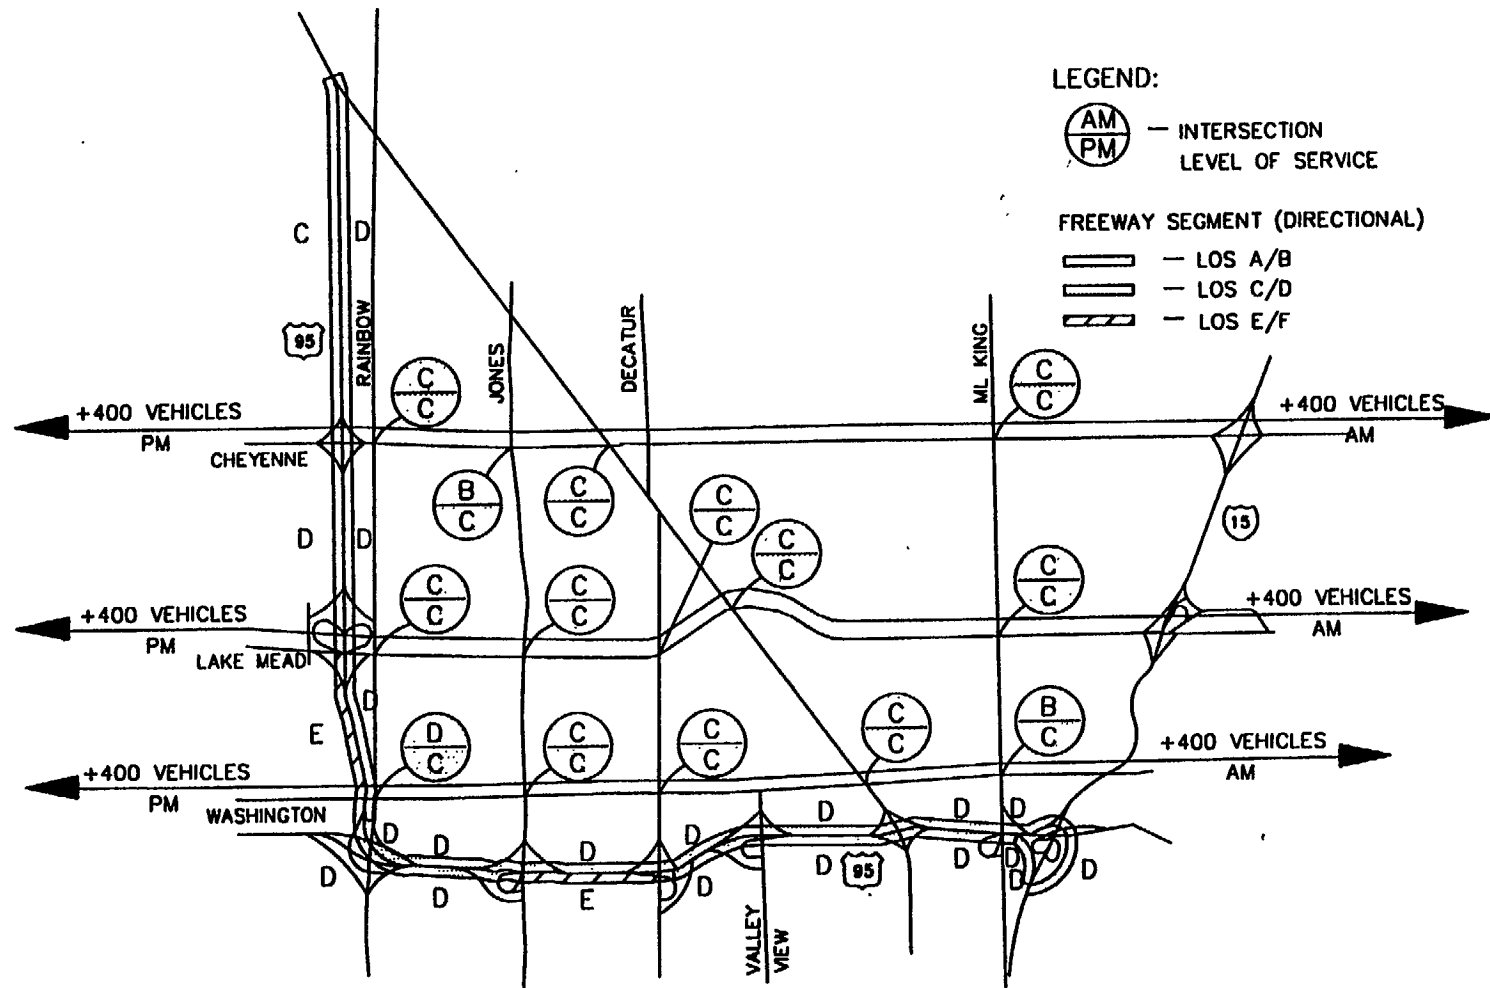 LEGEND:
AM
PM
— INTERSECTION
LEVEL OF SERVICE
FREEWAY SEGMENT (DIRECTIONAL)
— LOS A/B
— LOS C/D
— LOS E/F
C
D
95
RAINBOW
JONES
DECATUR
ML KING
C
C
C
C
+400 VEHICLES
PM
+400 VEHICLES
AM
CHEYENNE
B
C
C
C
C
C
15
D
D
C
C
C
C
C
C
C
C
+400 VEHICLES
PM
+400 VEHICLES
AM
LAKE MEAD
D
E
D
C
C
C
C
C
C
C
B
C
+400 VEHICLES
PM
+400 VEHICLES
AM
WASHINGTON
D
D
D
D
D
D
D
D
D
95
D
D
D
D
D
D
E
VALLEY
VIEW